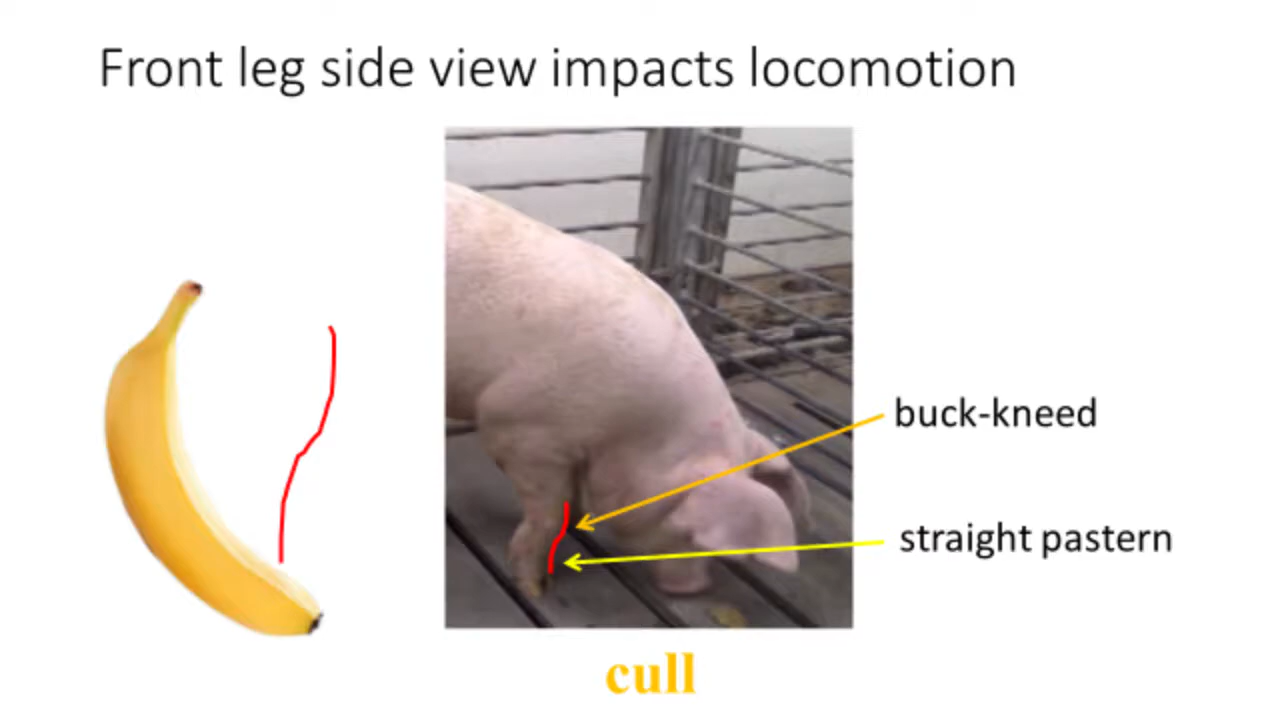 Front leg side view impacts locomotion
buck-kneed
straight pastern
cull